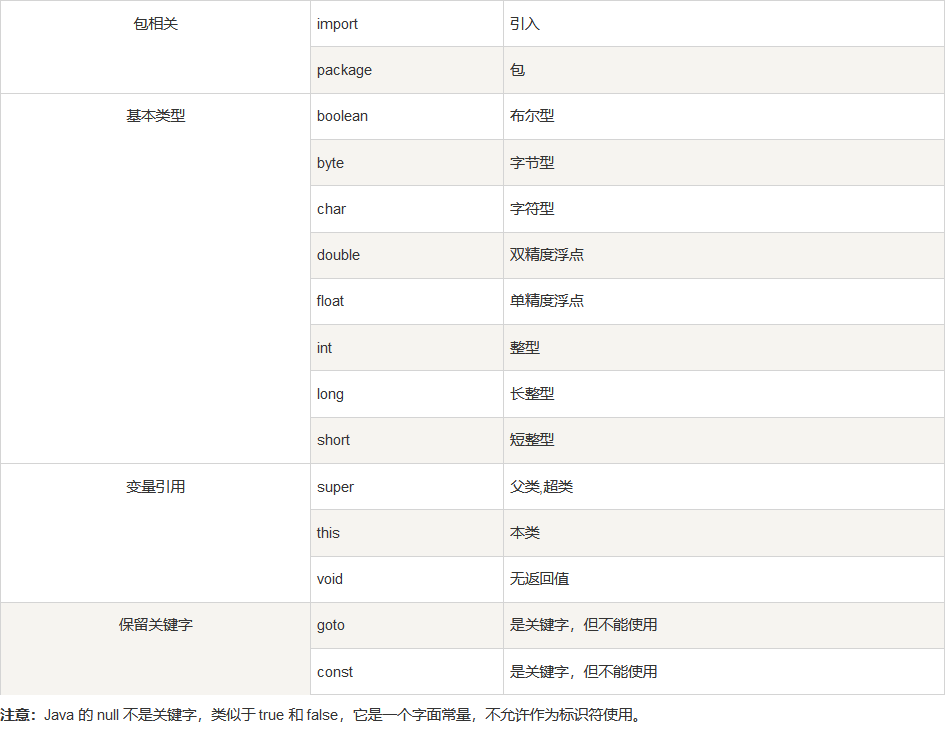 包相关 import 引入
package 包
基本类型 boolean 布尔型
byte 字节型
char 字符型
double 双精度浮点
float 单精度浮点
int 整型
long 长整型
short 短整型
变量引用 super 父类,超类
this 本类
void 无返回值
保留关键字 goto 是关键字，但不能使用
const 是关键字，但不能使用
注意：Java 的 null 不是关键字，类似于 true 和 false，它是一个字面常量，不允许作为标识符使用。